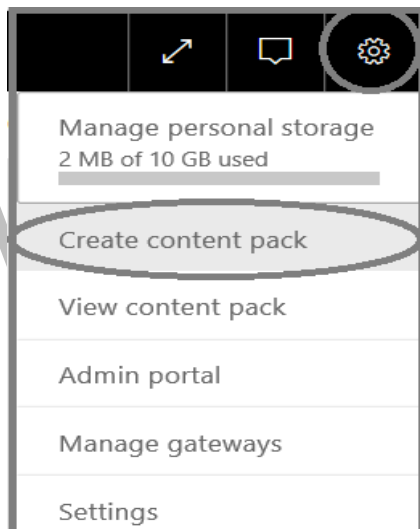 Manage personal storage
2 MB of 10 GB used
Create content pack
View content pack
Admin portal
Manage gateways
Settings